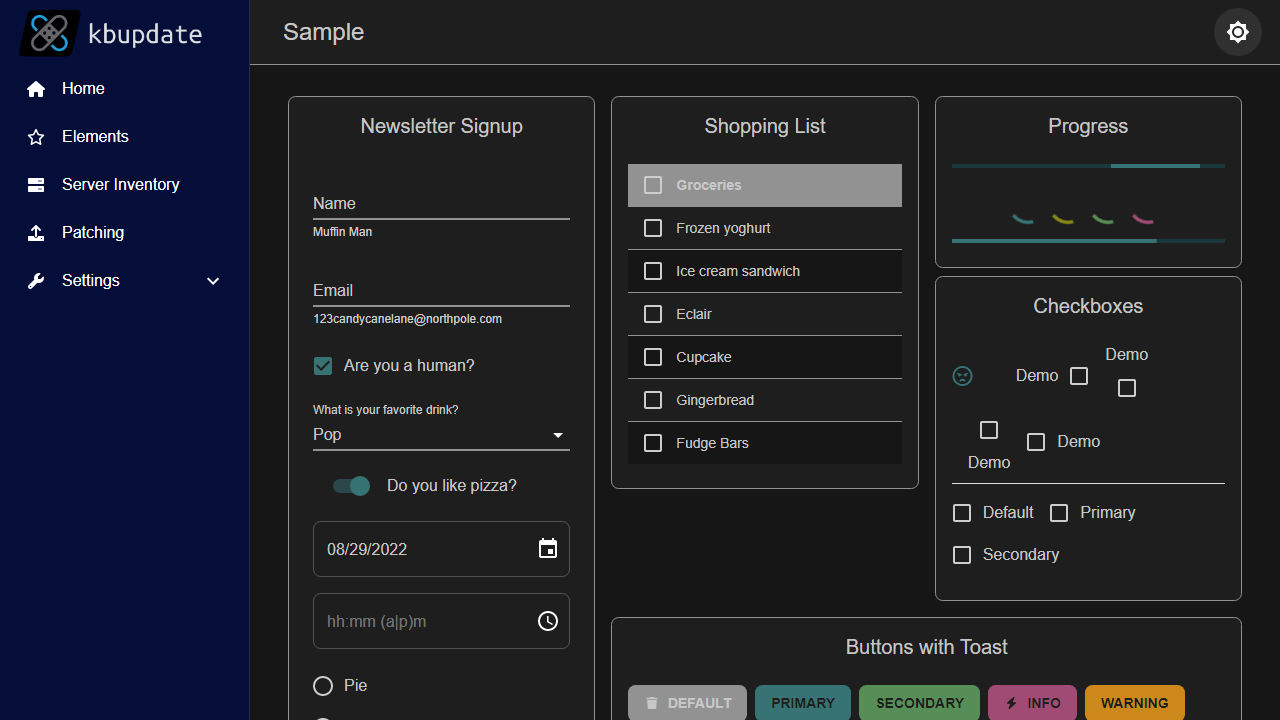 kbupdate
Home
Elements
Server Inventory
Patching
Settings
Sample
Newsletter Signup
Name
Muffin Man
Email
123candycanelane@northpole.com
Are you a human?
What is your favorite drink?
Pop
Do you like pizza?
08/29/2022
hh:mm (a|p)m
Pie
Shopping List
Groceries
Frozen yoghurt
Ice cream sandwich
Eclair
Cupcake
Gingerbread
Fudge Bars
Progress
Checkboxes
Demo
Demo
Demo
Demo
Default
Primary
Secondary
Buttons with Toast
DEFAULT
PRIMARY
SECONDARY
INFO
WARNING